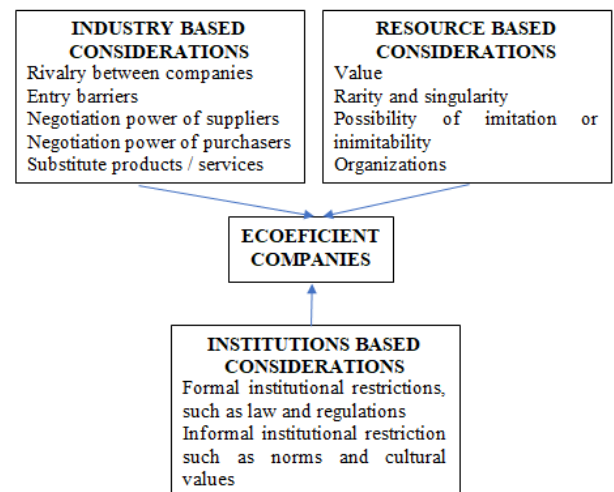 INDUSTRY BASED
CONSIDERATIONS
Rivalry between companies
Entry barriers
Negotiation power of suppliers
Negotiation power of purchasers
Substitute products / services
RESOURCE BASED
CONSIDERATIONS
Value
Rarity and singularity
Possibility of imitation or
inimitability
Organizations
ECOEFICIENT
COMPANIES
INSTITUTIONS BASED
CONSIDERATIONS
Formal institutional restrictions,
such as law and regulations
Informal institutional restriction
such as norms and cultural
values